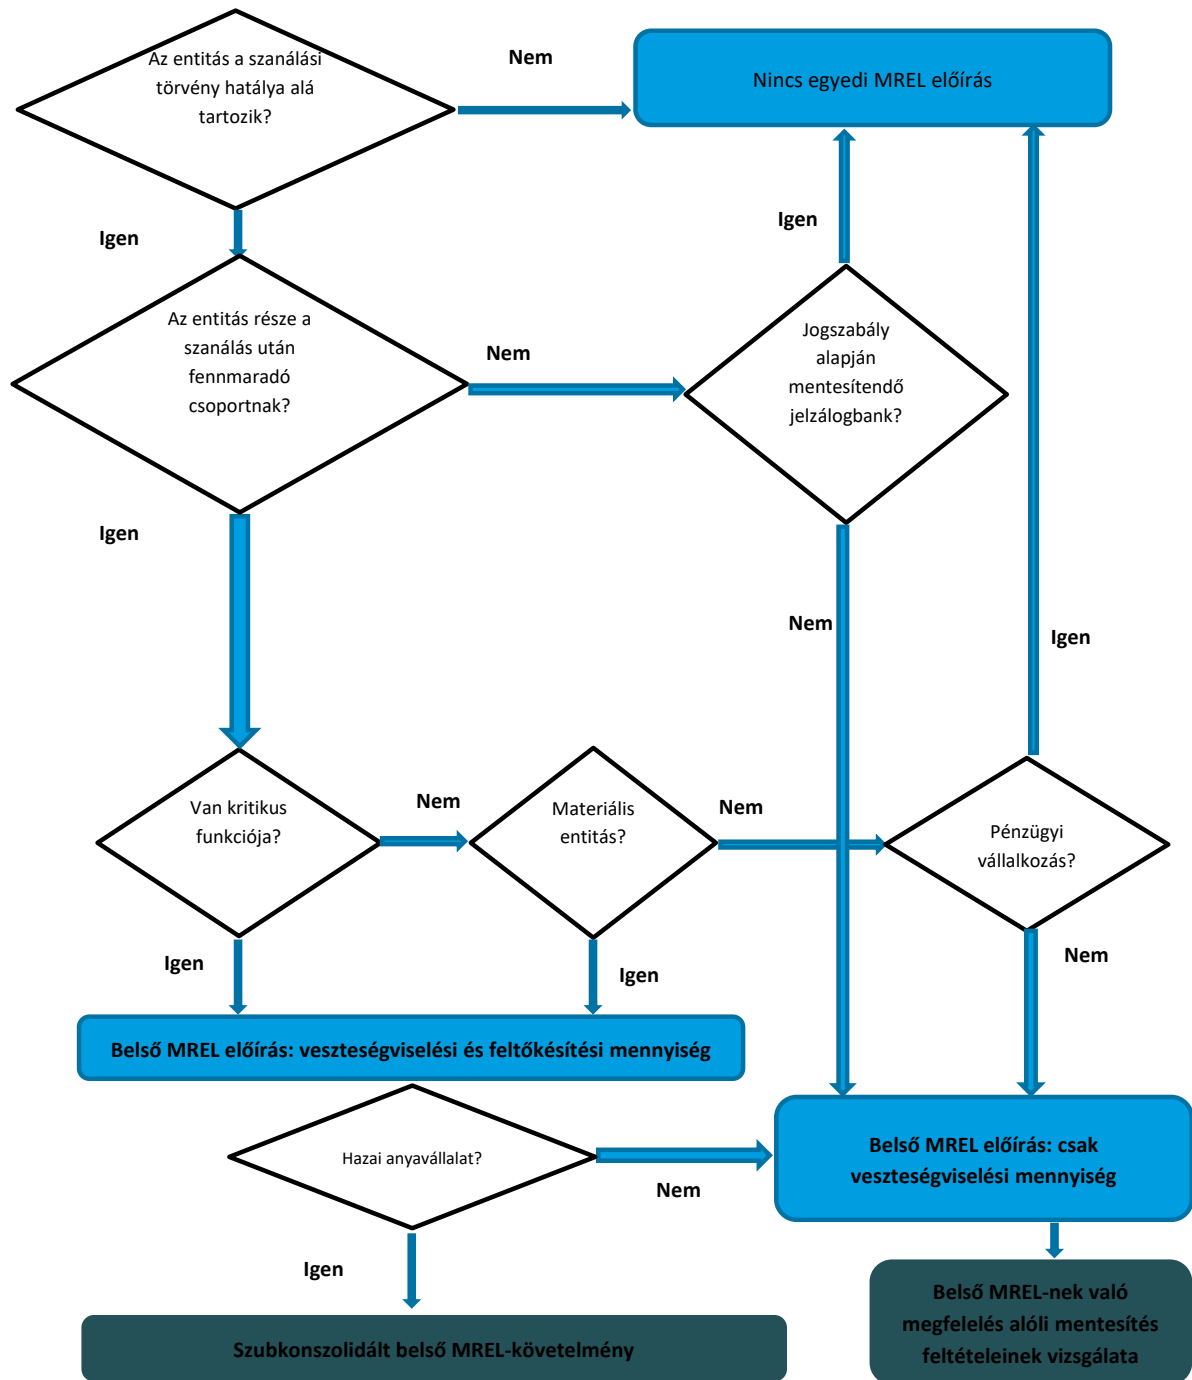 Az entitás a szanálási
törvény hatálya alá
tartozik?
Nem
Nincs egyedi MREL előírás
Igen
Igen
Az entitás része a
szanálás után
fennmaradó
csoportnak?
Nem
Jogszabály
alapján
mentesítendő
jelzálogbank?
Igen
Nem
Igen
Van kritikus
funkciója?
Nem
Materiális
entitás?
Nem
Pénzügyi
vállalkozás?
Igen
Igen
Nem
Belső MREL előírás: veszteségviselési és feltőkésítési mennyiség
Hazai anyavállalat?
Nem
Belső MREL előírás: csak
veszteségviselési mennyiség
Igen
Szubkonszolidált belső MREL-követelmény
Belső MREL-nek való
megfelelés alóli mentesítés
feltételeinek vizsgálata